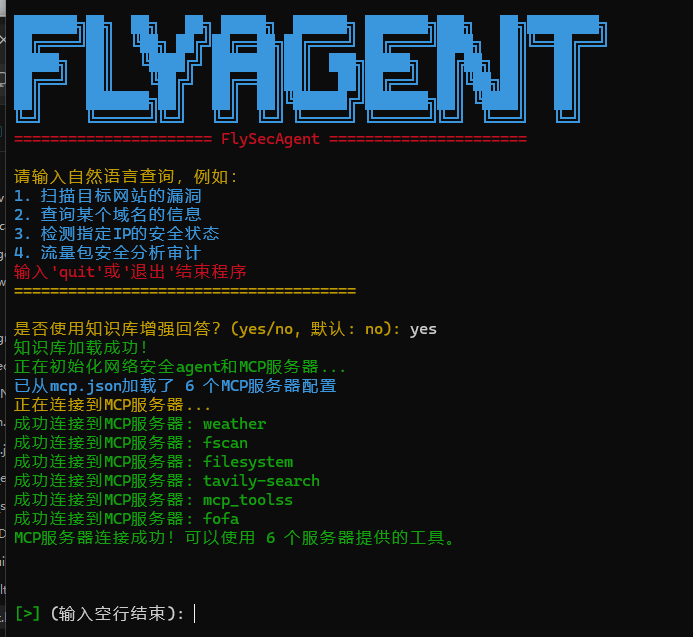 FLYAGENT
====================== FlySecAgent ======================
请输入自然语言查询，例如：
1. 扫描目标网站的漏洞
2. 查询某个域名的信息
3. 检测指定IP的安全状态
4. 流量包安全分析审计
输入'quit'或'退出'结束程序
======================================
是否使用知识库增强回答? (yes/no, 默认: no): yes
知识库加载成功！
正在初始化网络安全agent和MCP服务器...
已从mcp.json加载了 6 个MCP服务器配置
正在连接到MCP服务器...
成功连接到MCP服务器: weather
成功连接到MCP服务器: fscan
成功连接到MCP服务器: filesystem
成功连接到MCP服务器: tavily-search
成功连接到MCP服务器: mcp_toolss
成功连接到MCP服务器: fofa
MCP服务器连接成功！可以使用 6 个服务器提供的工具。
[>] (输入空行结束):